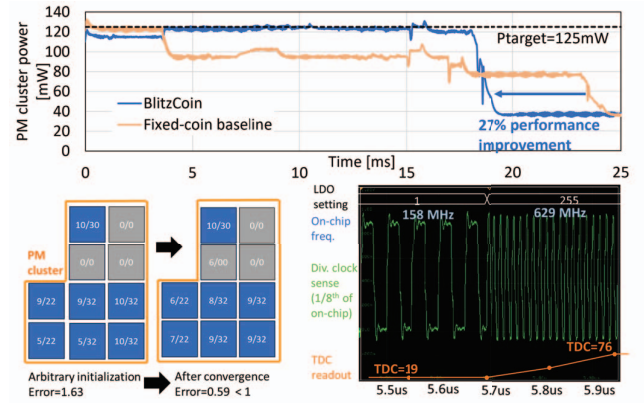 PM cluster power
[mW]
140
120
100
80
60
40
20
0
Ptarget=125mW
BlitzCoin
Fixed-coin baseline
27% performance
improvement
0
5
10
15
20
25
Time [ms]
PM
cluster
10/30 0/0
0/0 0/0
9/22 9/32 10/32
5/22 5/32 10/32
Arbitrary initialization
Error=1.63
10/30 0/0
6/00 0/0
6/22 8/32 9/32
7/22 9/32 9/32
After convergence
Error=0.59 < 1
LDO
setting
1
255
On-chip
freq.
158 MHz
629 MHz
Div. clock
sense
(1/8th of
on-chip)
TDC
readout
TDC=19
TDC=76
5.5us 5.6us 5.7us 5.8us 5.9us